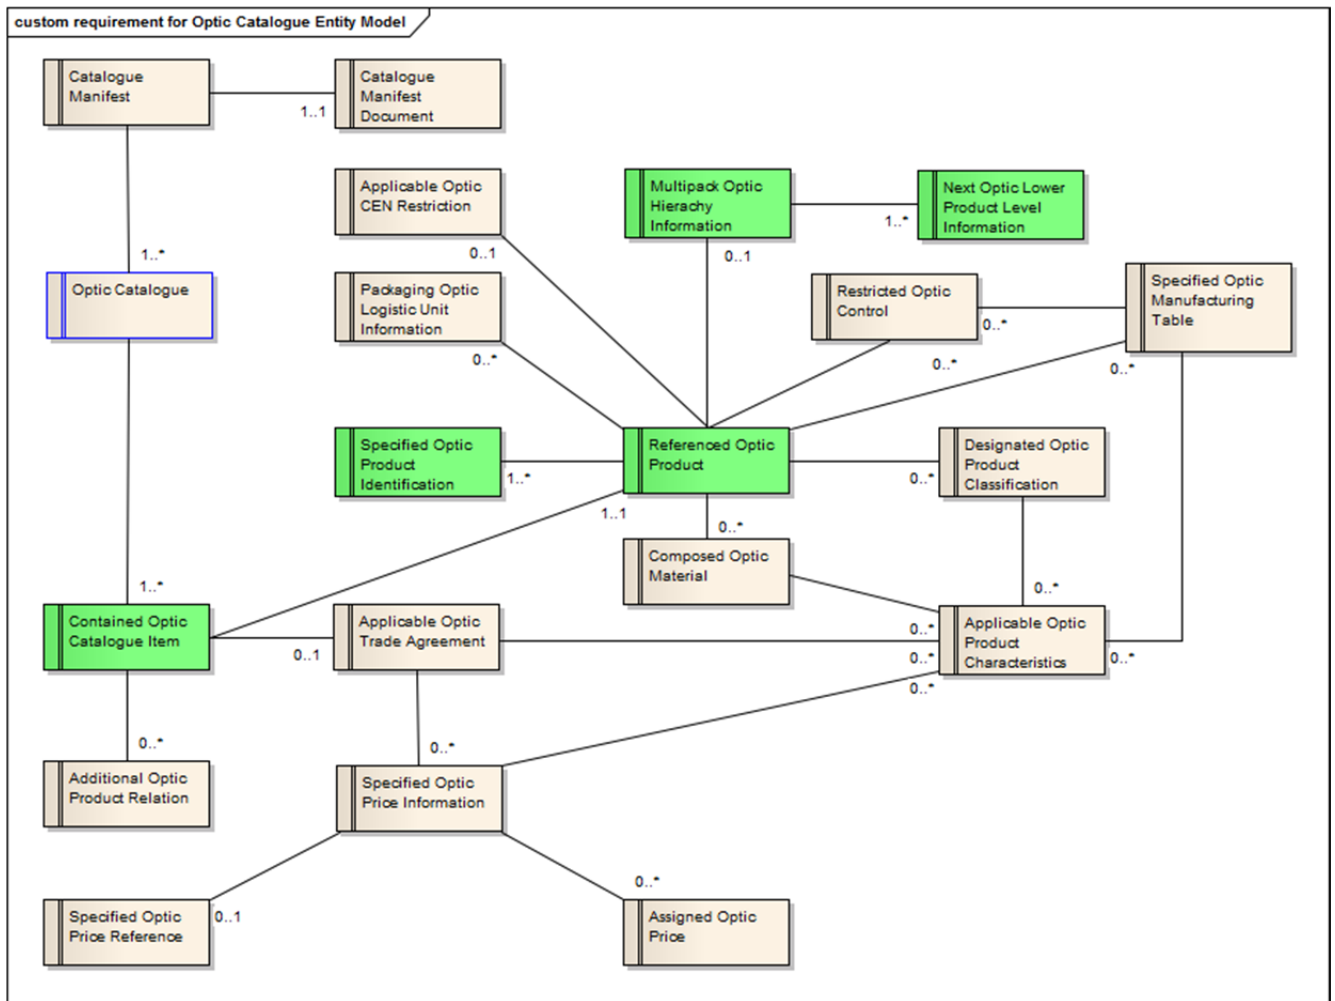 custom requirement for Optic Catalogue Entity Model
Catalogue
Manifest
1..1
Catalogue
Manifest
Document
Applicable Optic
CEN Restriction
0..1
Multipack Optic
Hierachy
Information
0..1
1..*
Next Optic Lower
Product Level
Information
1..*
Optic Catalogue
Packaging Optic
Logistic Unit
Information
0..*
Restricted Optic
Control
0..*
0..*
Specified Optic
Manufacturing
Table
0..*
Specified Optic
Product
Identification
1..*
Referenced Optic
Product
1..1
0..*
0..*
Designated Optic
Product
Classification
0..*
Composed Optic
Material
1..*
Contained Optic
Catalogue Item
0..1
Applicable Optic
Trade Agreement
0..*
0..*
0..*
Applicable Optic
Product
Characteristics
0..*
0..*
Additional Optic
Product Relation
0..*
Specified Optic
Price Information
Specified Optic
Price Reference
0..1
0..*
Assigned Optic
Price